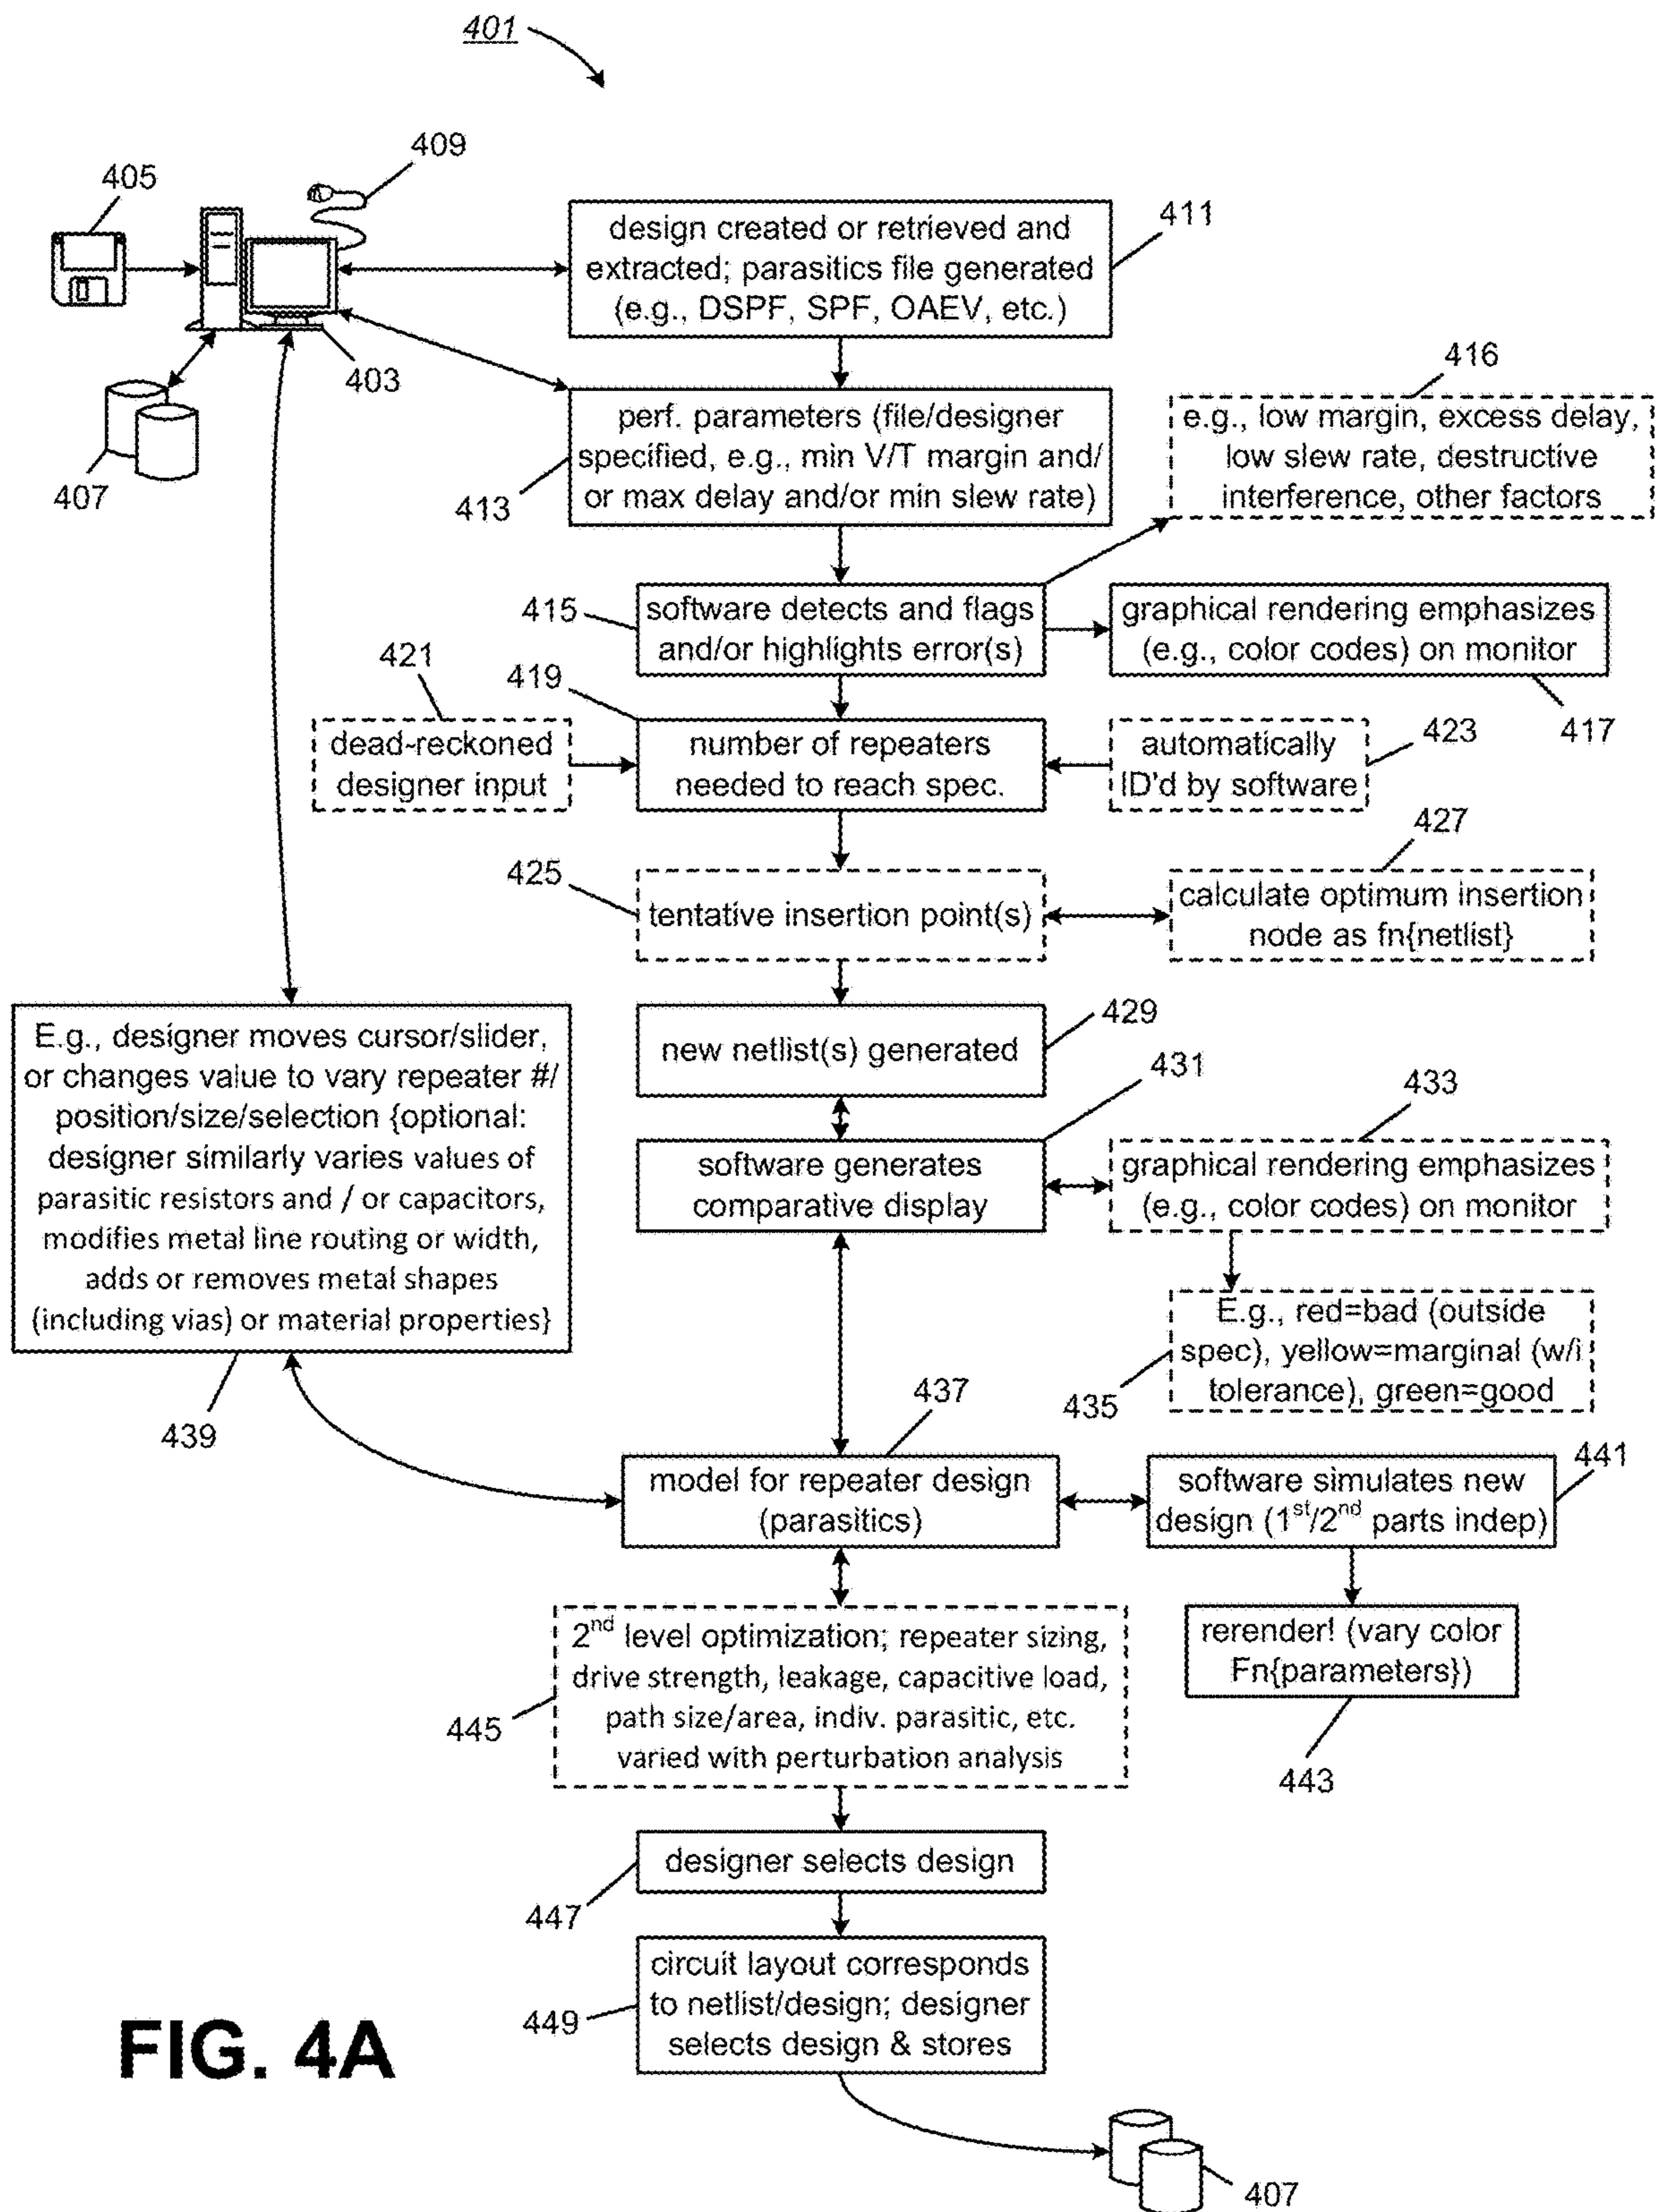 401
409
405
411
design created or retrieved and
extracted; parasitics file generated
(e.g., DSPF, SPF, OAEV, etc.)
403
407
416
e.g., low margin, excess delay,
low slew rate, destructive
interference, other factors
perf. parameters (file/designer
specified, e.g., min V/T margin and/
or max delay and/or min slew rate)
413
415
software detects and flags
and/or highlights error(s)
graphical rendering emphasizes
(e.g., color codes) on monitor
417
421
419
dead-reckoned
designer input
number of repeaters
needed to reach spec.
automatically
ID'd by software
423
427
425
tentative insertion point(s)
calculate optimum insertion
node as fn{netlist}
429
new netlist(s) generated
E.g., designer moves cursor/slider,
or changes value to vary repeater #/
position/size/selection {optional:
designer similarly varies values of
parasitic resistors and / or capacitors,
modifies metal line routing or width,
adds or removes metal shapes
(including vias) or material properties}
439
431
software generates
comparative display
433
graphical rendering emphasizes
(e.g., color codes) on monitor
E.g., red=bad (outside
spec), yellow=marginal (w/i
tolerance), green=good
435
437
model for repeater design
(parasitics)
441
software simulates new
design (1st/2nd parts indep)
rerender! (vary color
Fn{parameters})
443
2nd level optimization; repeater sizing,
drive strength, leakage, capacitive load,
path size/area, indiv. parasitic, etc.
varied with perturbation analysis
445
designer selects design
447
circuit layout corresponds
to netlist/design; designer
selects design & stores
449
407
FIG. 4A